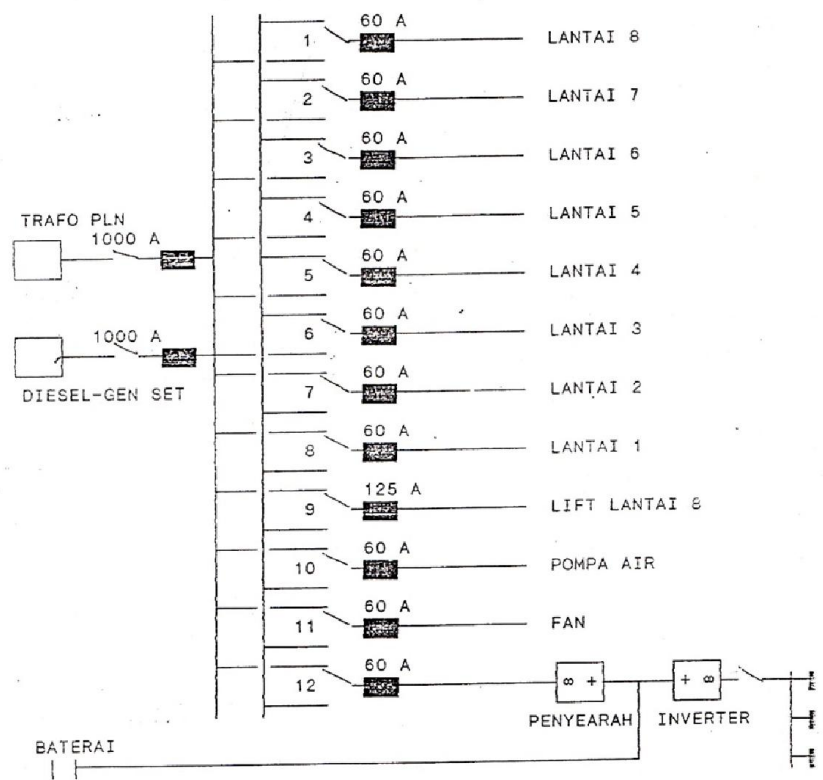 60 A
1 LANTAI 8
60 A
2 LANTAI 7
60 A
3 LANTAI 6
60 A
4 LANTAI 5
TRAFO PLN
1000 A
60 A
5 LANTAI 4
60 A
6 LANTAI 3
1000 A
DIESEL-GEN SET
60 A
7 LANTAI 2
60 A
8 LANTAI 1
125 A
9 LIFT LANTAI 8
60 A
10 POMPA AIR
60 A
11 FAN
60 A
12 ∞ + + ∞
PENYEARAH INVERTER
BATERAI